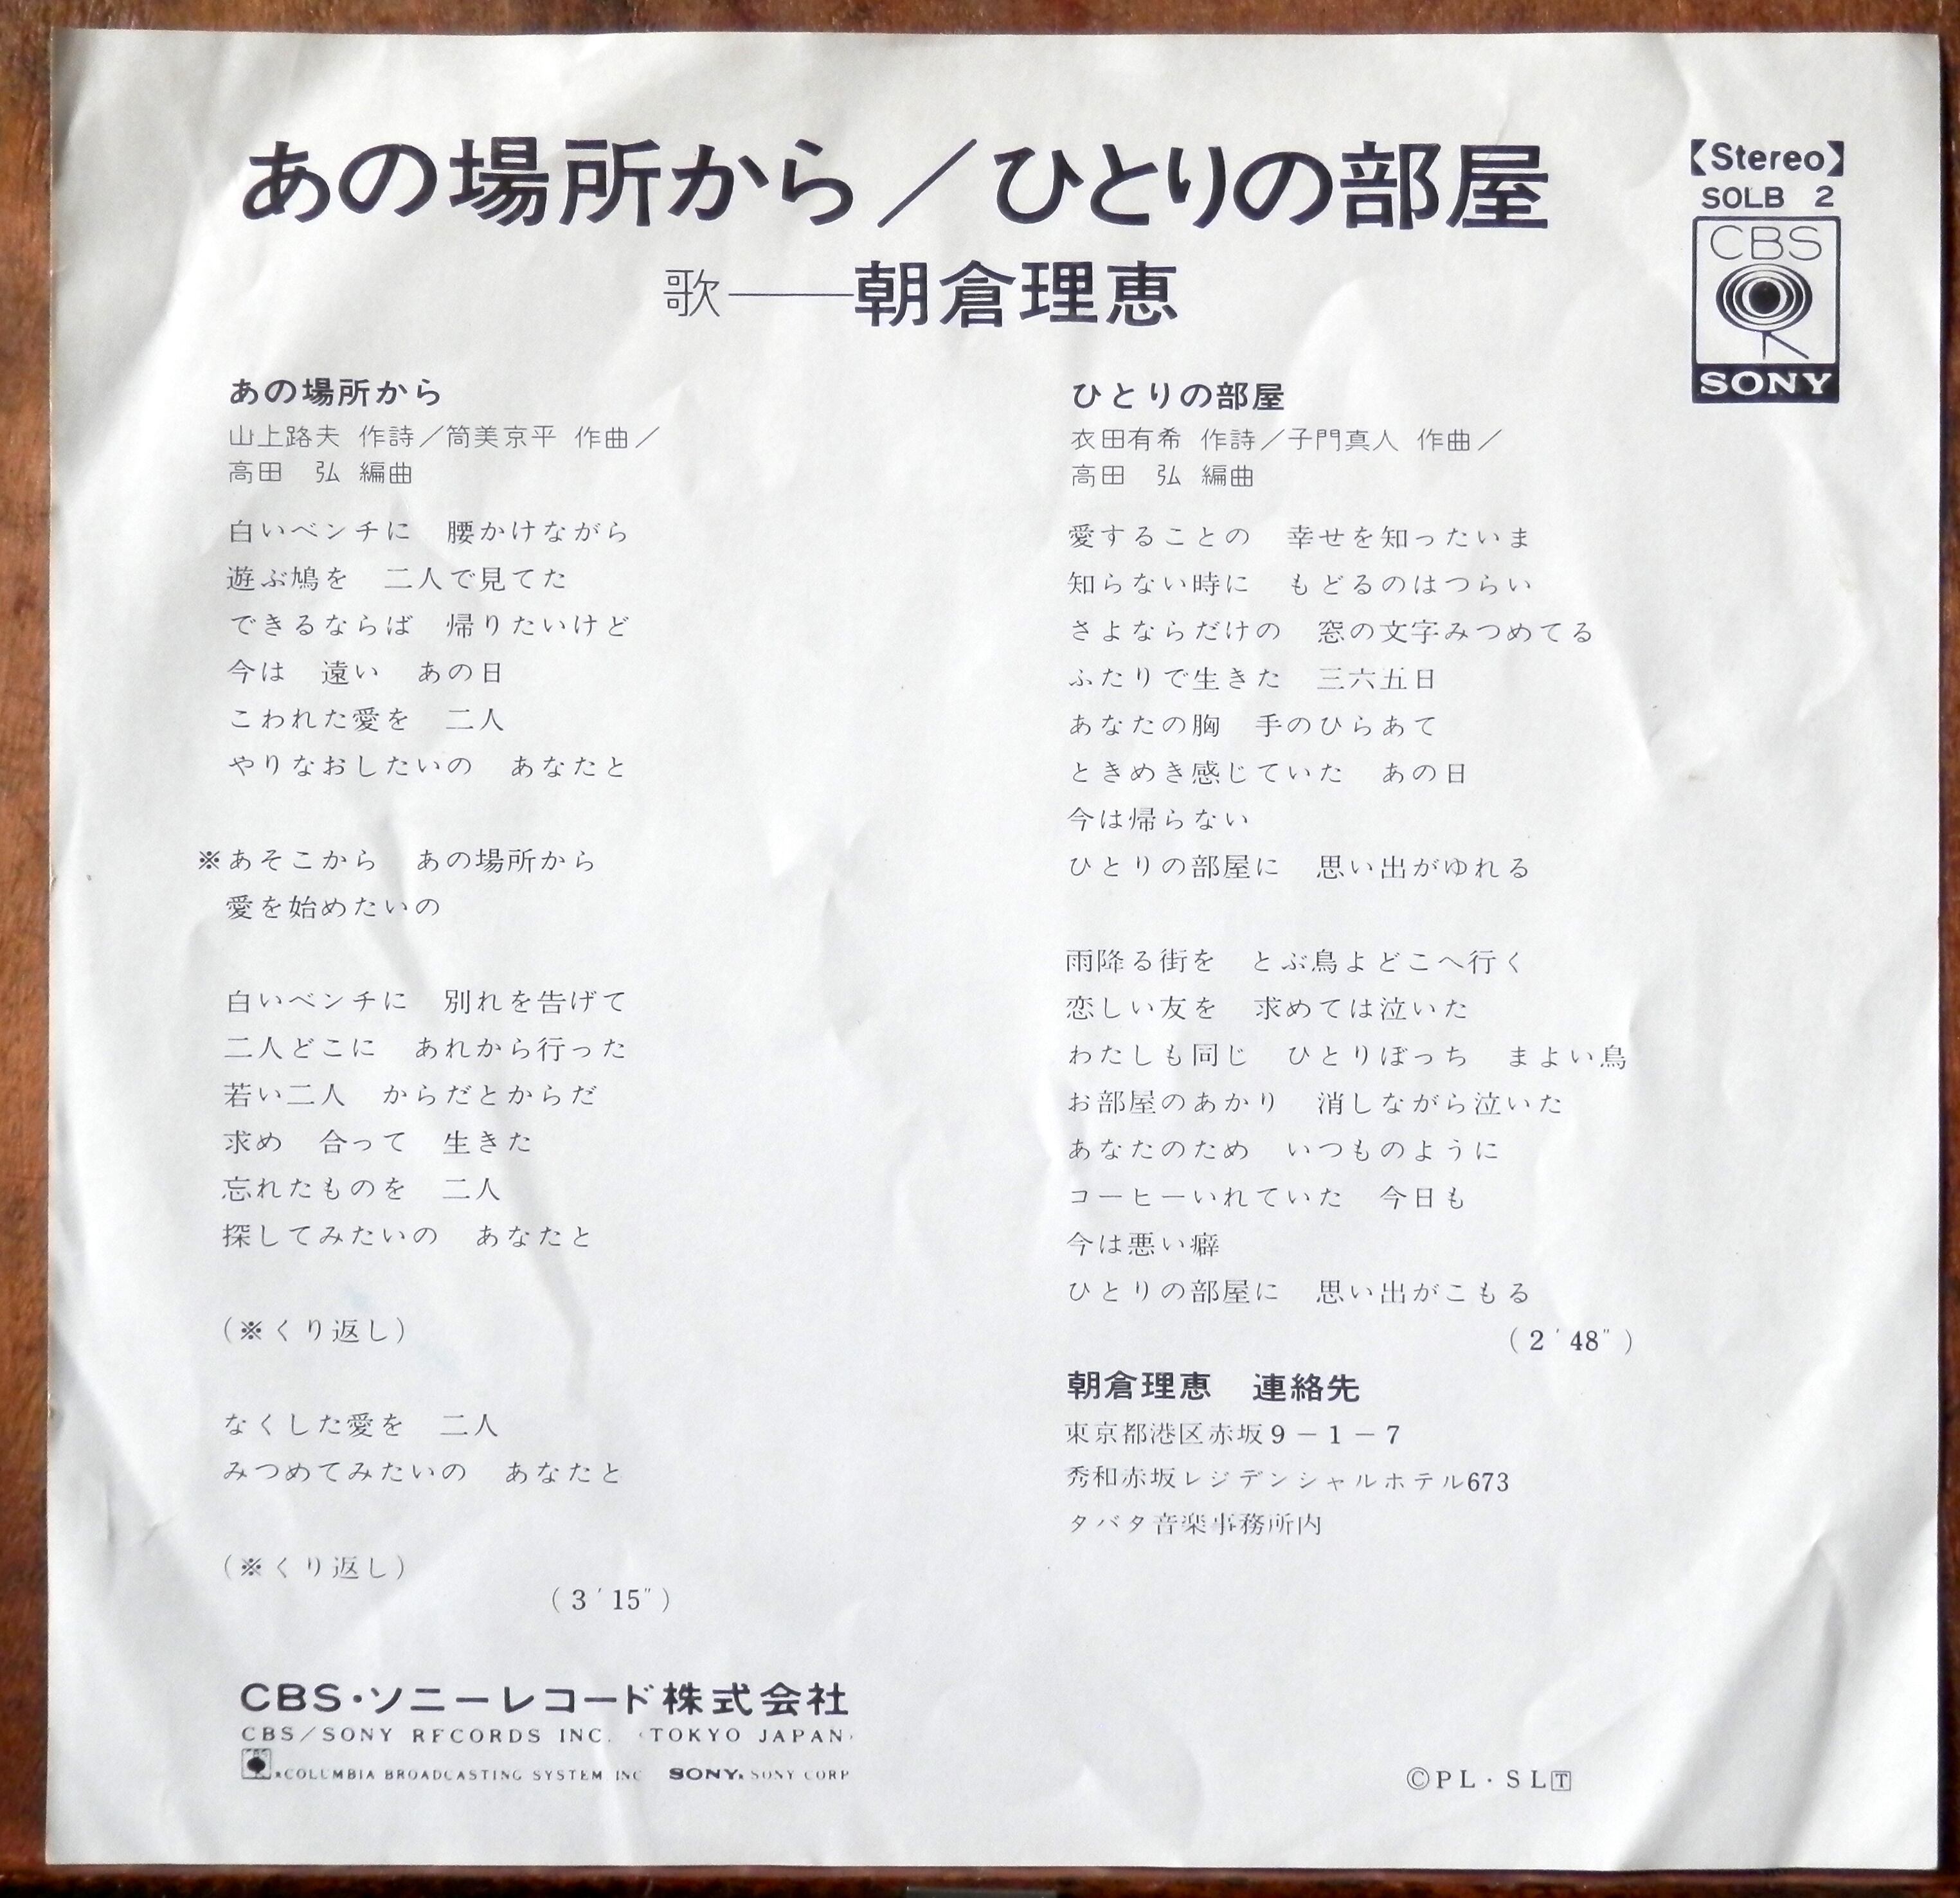 あの場所から／ひとりの部屋
歌——朝倉理恵
【Stereo】
SOLB 2
CBS
SONY
あの場所から
山上路夫 作詩／筒美京平 作曲／
高田　弘 編曲
白いベンチに　腰かけながら
遊ぶ鳩を　二人で見てた
できるならば　帰りたいけど
今は　遠い　あの日
こわれた愛を　二人
やりなおしたいの　あなたと
※あそこから　あの場所から
愛を始めたいの
白いベンチに　別れを告げて
二人どこに　あれから行った
若い二人　からだとからだ
求め　合って　生きた
忘れたものを　二人
探してみたいの　あなたと
(※くり返し)
なくした愛を　二人
みつめてみたいの　あなたと
(※くり返し)
(3′15″)
ひとりの部屋
衣田有希 作詩／子門真人 作曲／
高田　弘 編曲
愛することの　幸せを知ったいま
知らない時に　もどるのはつらい
さよならだけの　窓の文字みつめてる
ふたりで生きた　三六五日
あなたの胸　手のひらあて
ときめき感じていた　あの日
今は帰らない
ひとりの部屋に　思い出がゆれる
雨降る街を　とぶ鳥よどこへ行く
恋しい友を　求めては泣いた
わたしも同じ　ひとりぼっち　まよい鳥
お部屋のあかり　消しながら泣いた
あなたのため　いつものように
コーヒーいれていた　今日も
今は悪い癖
ひとりの部屋に　思い出がこもる
(2′48″)
朝倉理恵　連絡先
東京都港区赤坂9－1－7
秀和赤坂レジデンシャルホテル673
タバタ音楽事務所内
CBS・ソニーレコード株式会社
CBS/SONY RECORDS INC. (TOKYO JAPAN)
COLUMBIA BROADCASTING SYSTEM INC SONY SONY CORP
ⒸPL・SL🅃